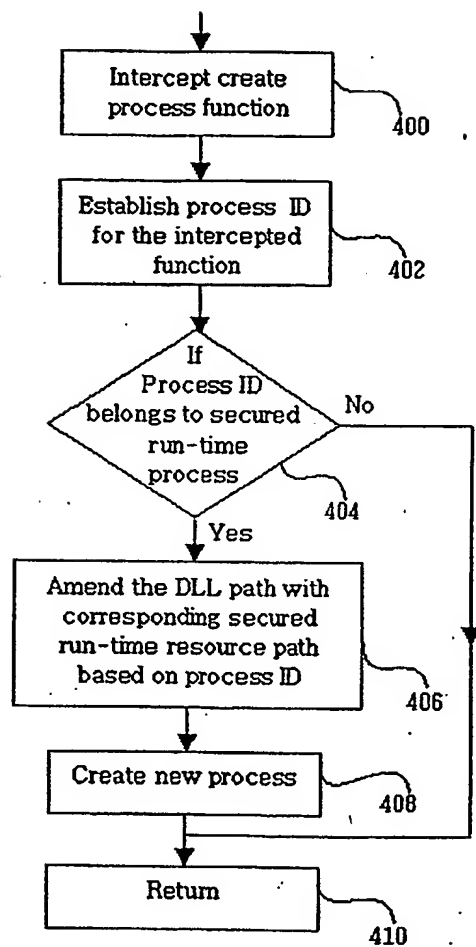 Intercept create
process function
400
Establish process ID
for the intercepted
function
402
If
Process ID
belongs to secured
run-time
process
No
404
Yes
Amend the DLL path with
corresponding secured
run-time resource path
based on process ID
406
Create new process
408
Return
410